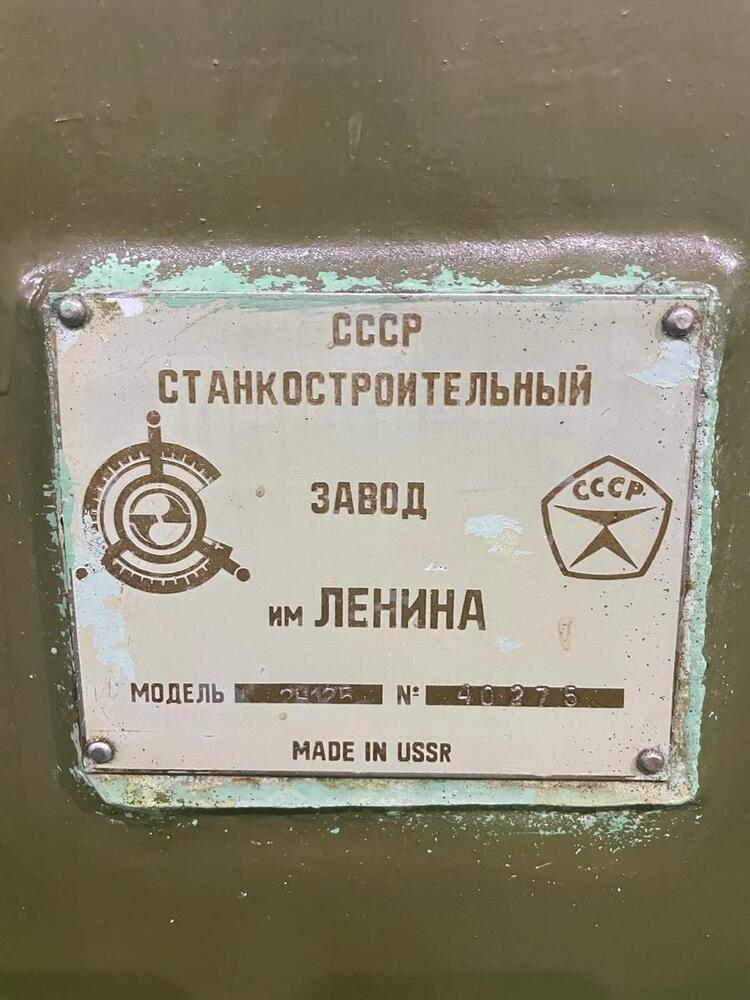 СССР
СТАНКОСТРОИТЕЛЬНЫЙ
СССР
ЗАВОД
им ЛЕНИНА
МОДЕЛЬ 2Н125 № 40275
MADE IN USSR